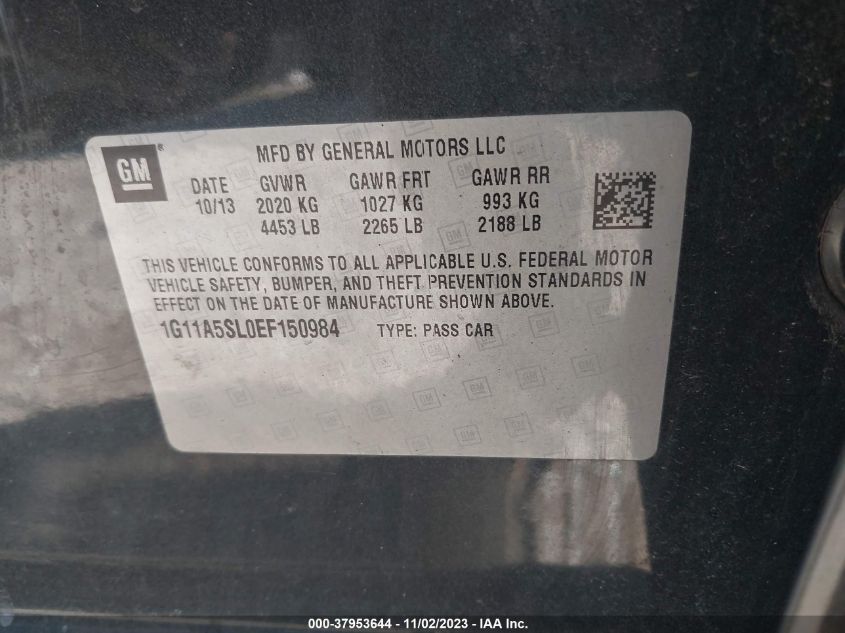 GM ® MFD BY GENERAL MOTORS LLC
DATE GVWR GAWR FRT GAWR RR
10/13 2020 KG 1027 KG 993 KG
4453 LB 2265 LB 2188 LB
THIS VEHICLE CONFORMS TO ALL APPLICABLE U.S. FEDERAL MOTOR
VEHICLE SAFETY, BUMPER, AND THEFT PREVENTION STANDARDS IN
EFFECT ON THE DATE OF MANUFACTURE SHOWN ABOVE.
1G11A5SL0EF150984 TYPE: PASS CAR
000-37953644 - 11/02/2023 - IAA Inc.